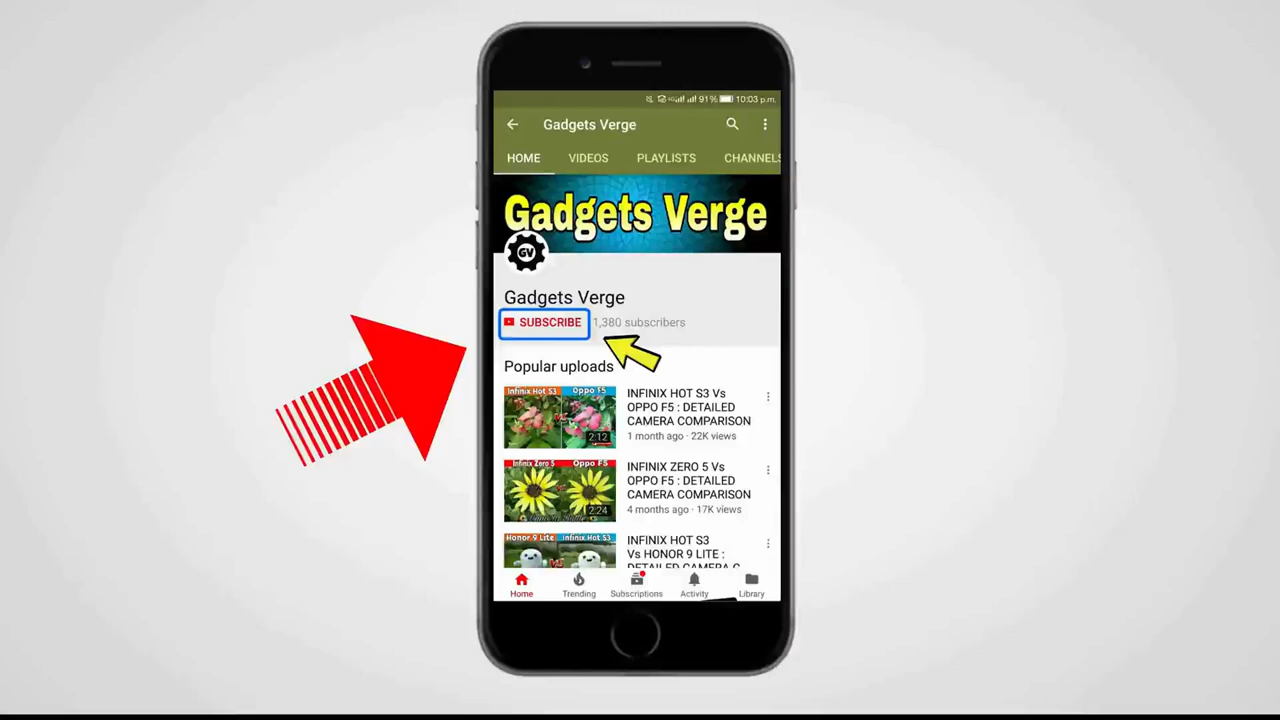 91% 10:03 p.m.
Gadgets Verge
HOME VIDEOS PLAYLISTS CHANNELS
Gadgets Verge
GV
Gadgets Verge
SUBSCRIBE 1,380 subscribers
Popular uploads
Infinix Hot S3 Oppo F5
2:12
INFINIX HOT S3 Vs
OPPO F5 : DETAILED
CAMERA COMPARISON
1 month ago · 22K views
Infinix Zero 5 Oppo F5
2:24
INFINIX ZERO 5 Vs
OPPO F5 : DETAILED
CAMERA COMPARISON
4 months ago · 17K views
Honor 9 Lite Infinix Hot S3
INFINIX HOT S3
Vs HONOR 9 LITE :
DETAILED CAMERA C
Home Trending Subscriptions Activity Library